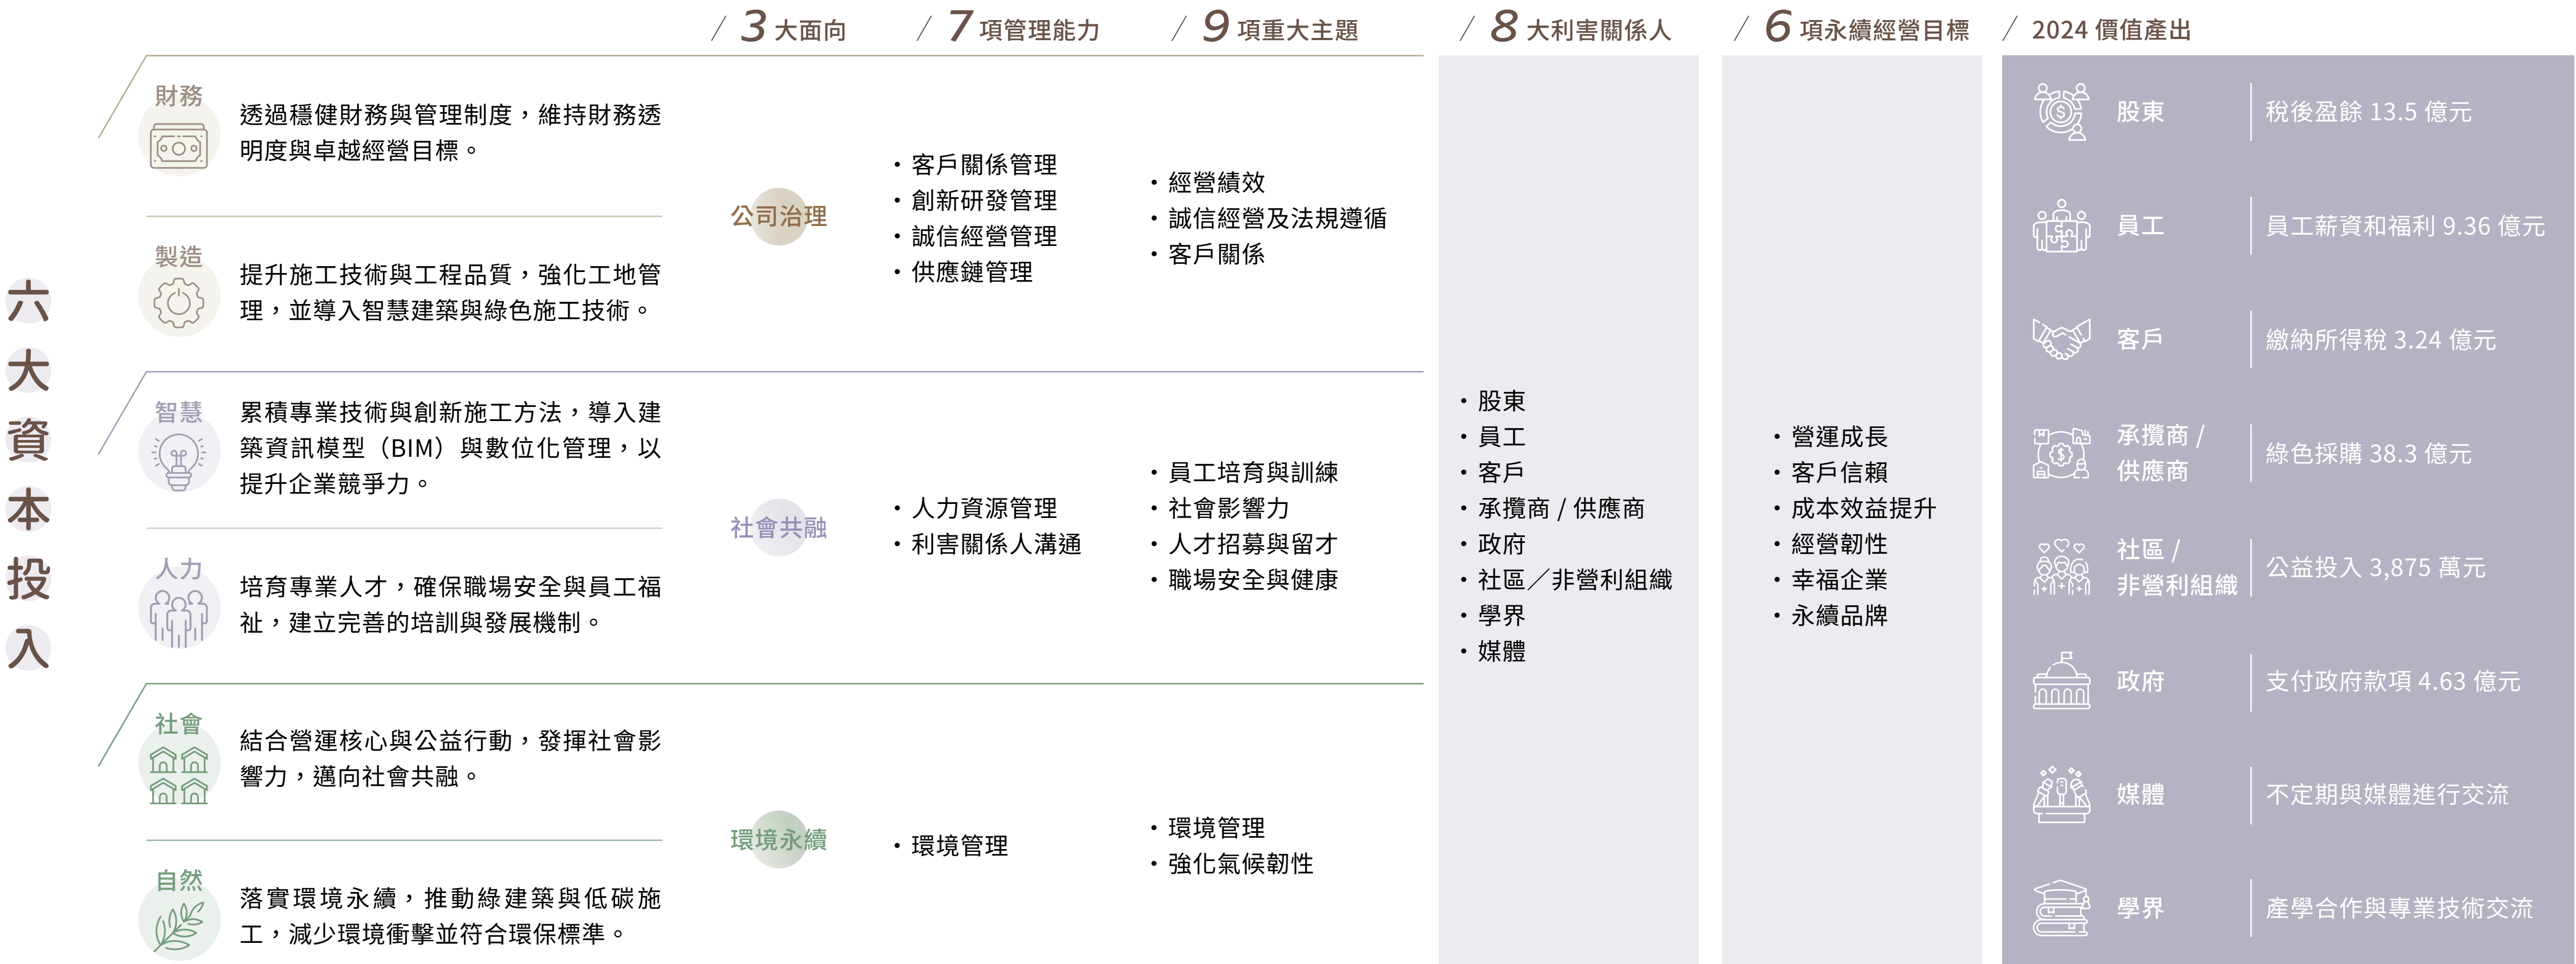 六大資本投入
3 大面向
7 項管理能力
9 項重大主題
8 大利害關係人
6 項永續經營目標
2024 價值產出
財務
透過穩健財務與管理制度，維持財務透
明度與卓越經營目標。
製造
提升施工技術與工程品質，強化工地管
理，並導入智慧建築與綠色施工技術。
智慧
累積專業技術與創新施工方法，導入建
築資訊模型（BIM）與數位化管理，以
提升企業競爭力。
人力
培育專業人才，確保職場安全與員工福
祉，建立完善的培訓與發展機制。
社會
結合營運核心與公益行動，發揮社會影
響力，邁向社會共融。
自然
落實環境永續，推動綠建築與低碳施
工，減少環境衝擊並符合環保標準。
公司治理
社會共融
環境永續
・客戶關係管理
・創新研發管理
・誠信經營管理
・供應鏈管理
・人力資源管理
・利害關係人溝通
・環境管理
・經營績效
・誠信經營及法規遵循
・客戶關係
・員工培育與訓練
・社會影響力
・人才招募與留才
・職場安全與健康
・環境管理
・強化氣候韌性
・股東
・員工
・客戶
・承攬商 / 供應商
・政府
・社區／非營利組織
・學界
・媒體
・營運成長
・客戶信賴
・成本效益提升
・經營韌性
・幸福企業
・永續品牌
股東
稅後盈餘 13.5 億元
員工
員工薪資和福利 9.36 億元
客戶
繳納所得稅 3.24 億元
承攬商 /
供應商
綠色採購 38.3 億元
社區 /
非營利組織
公益投入 3,875 萬元
政府
支付政府款項 4.63 億元
媒體
不定期與媒體進行交流
學界
產學合作與專業技術交流